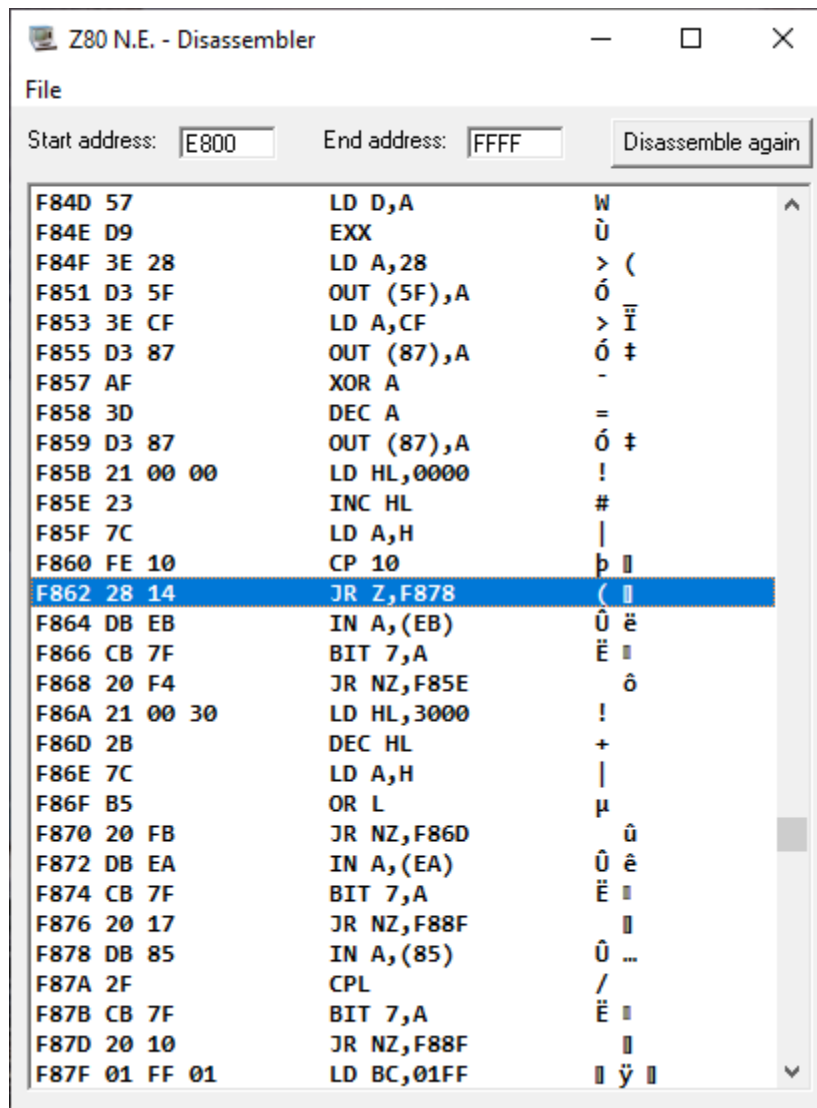 Z80 N.E. - Disassembler
File
Start address: E800 End address: FFFF Disassemble again
F84D 57 LD D,A W
F84E D9 EXX Ù
F84F 3E 28 LD A,28 > (
F851 D3 5F OUT (5F),A Ó _
F853 3E CF LD A,CF > Ï
F855 D3 87 OUT (87),A Ó ‡
F857 AF XOR A ¯
F858 3D DEC A =
F859 D3 87 OUT (87),A Ó ‡
F85B 21 00 00 LD HL,0000 !
F85E 23 INC HL #
F85F 7C LD A,H |
F860 FE 10 CP 10 þ ▯
F862 28 14 JR Z,F878 ( ▯
F864 DB EB IN A,(EB) Û ë
F866 CB 7F BIT 7,A Ë ▯
F868 20 F4 JR NZ,F85E ô
F86A 21 00 30 LD HL,3000 !
F86D 2B DEC HL +
F86E 7C LD A,H |
F86F B5 OR L µ
F870 20 FB JR NZ,F86D û
F872 DB EA IN A,(EA) Û ê
F874 CB 7F BIT 7,A Ë ▯
F876 20 17 JR NZ,F88F ▯
F878 DB 85 IN A,(85) Û …
F87A 2F CPL /
F87B CB 7F BIT 7,A Ë ▯
F87D 20 10 JR NZ,F88F ▯
F87F 01 FF 01 LD BC,01FF ▯ ÿ ▯